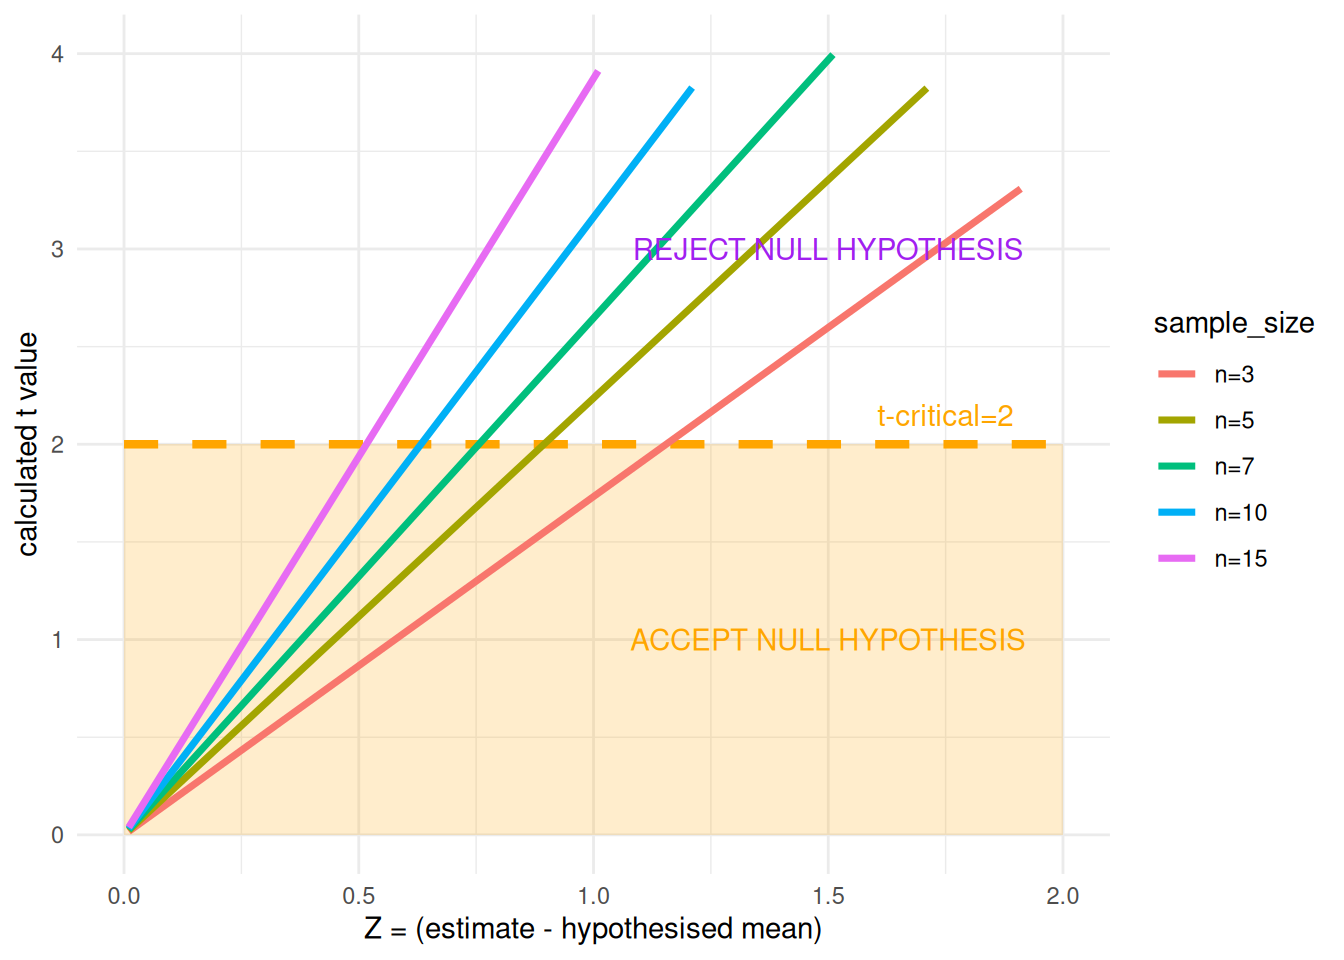 4
3
2
1
0
calculated t value
REJECT NULL HYPOTHESIS
t-critical=2
ACCEPT NULL HYPOTHESIS
0.0
0.5
1.0
1.5
2.0
Z = (estimate - hypothesised mean)
sample_size
n=3
n=5
n=7
n=10
n=15